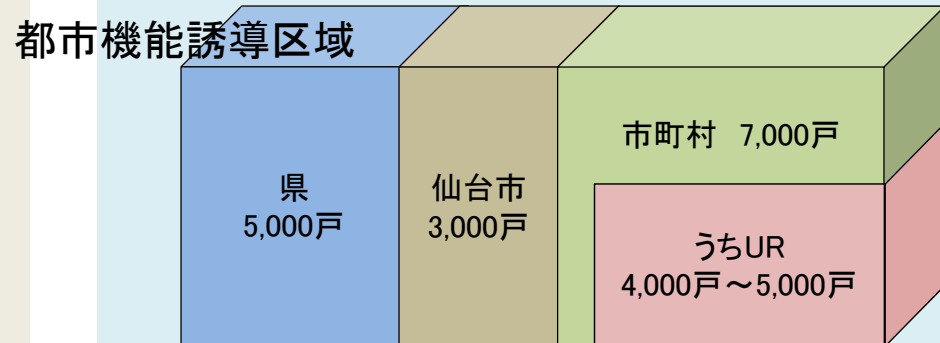 都市機能誘導区域
県
5,000戸
仙台市
3,000戸
市町村　7,000戸
うちUR
4,000戸～5,000戸